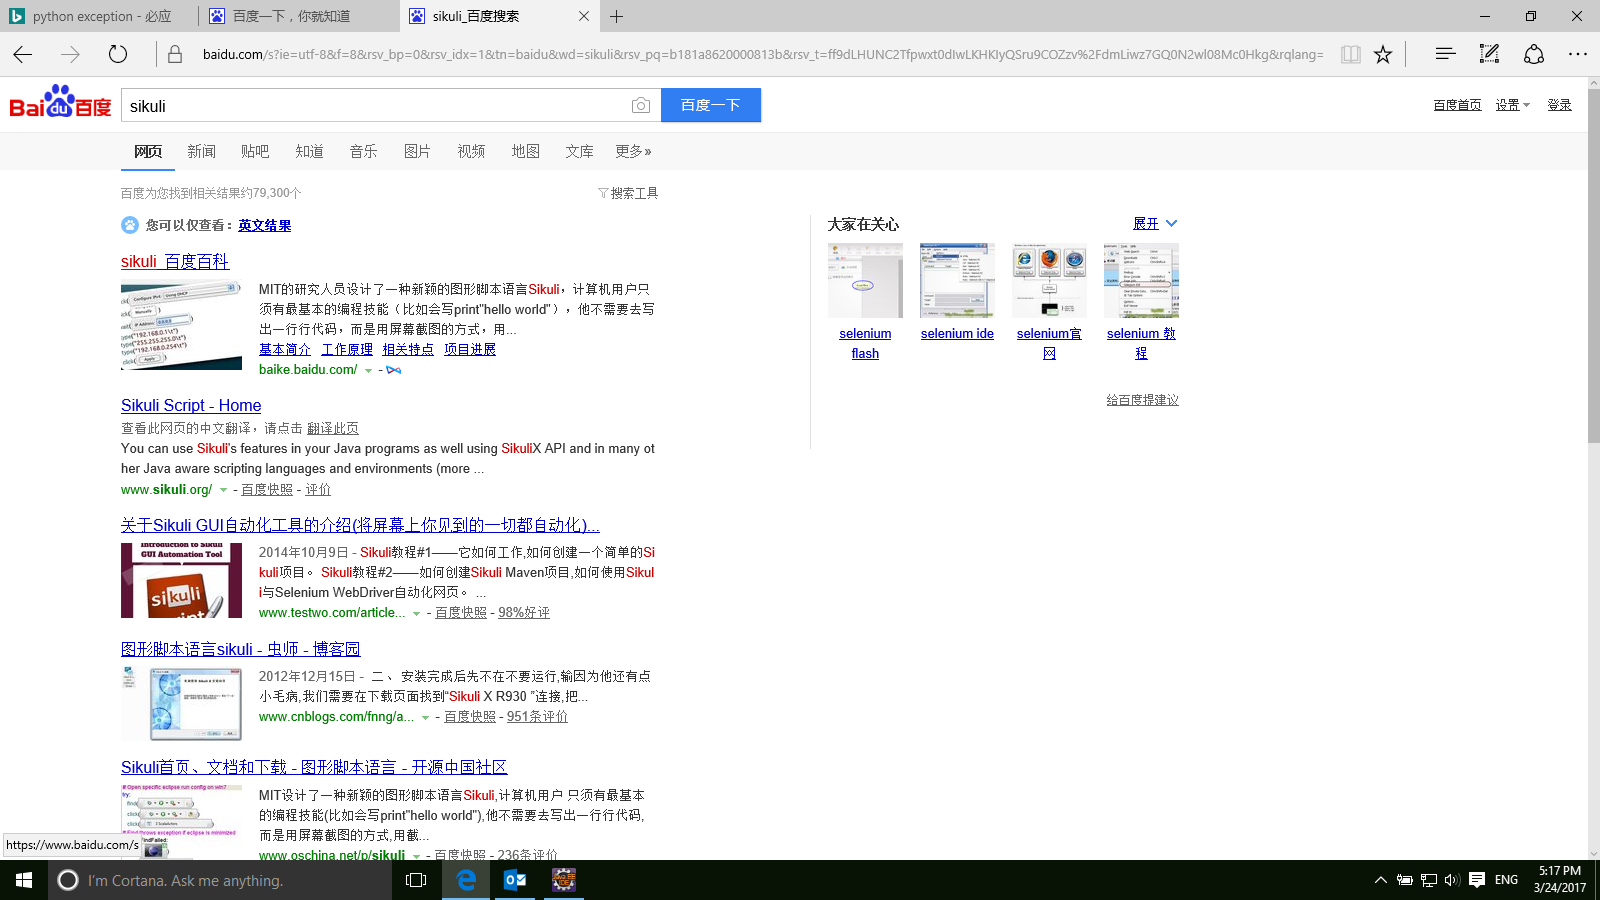 python exception - 必应
百度一下，你就知道
sikuli_百度搜索
baidu.com/s?ie=utf-8&f=8&rsv_bp=0&rsv_idx=1&tn=baidu&wd=sikuli&rsv_pq=b181a8620000813b&rsv_t=ff9dLHUNC2Tfpwxt0dIwLKHKIyQSru9COZzv%2FdmLiwz7GQ0N2wl08Mc0Hkg&rqlang=
Bai du 百度
sikuli
百度一下
百度首页 设置 登录
网页 新闻 贴吧 知道 音乐 图片 视频 地图 文库 更多»
百度为您找到相关结果约79,300个
搜索工具
您可以仅查看：英文结果
sikuli_百度百科
MIT的研究人员设计了一种新颖的图形脚本语言Sikuli，计算机用户只
须有最基本的编程技能（比如会写print"hello world"），他不需要去写
出一行行代码，而是用屏幕截图的方式，用...
基本简介 工作原理 相关特点 项目进展
baike.baidu.com/ -
Sikuli Script - Home
查看此网页的中文翻译，请点击 翻译此页
You can use Sikuli's features in your Java programs as well using SikuliX API and in many ot
her Java aware scripting languages and environments (more ...
www.sikuli.org/ - 百度快照 - 评价
关于Sikuli GUI自动化工具的介绍(将屏幕上你见到的一切都自动化)...
Introduction to Sikuli
GUI Automation Tool
sikuli
2014年10月9日 - Sikuli教程#1——它如何工作,如何创建一个简单的Si
kuli项目。 Sikuli教程#2——如何创建Sikuli Maven项目,如何使用Sikul
i与Selenium WebDriver自动化网页。 ...
www.testwo.com/article... - 百度快照 - 98%好评
图形脚本语言sikuli - 虫师 - 博客园
2012年12月15日 - 二、 安装完成后先不在不要运行,输因为他还有点
小毛病,我们需要在下载页面找到“Sikuli X R930 ”连接,把...
www.cnblogs.com/fnng/a... - 百度快照 - 951条评价
Sikuli首页、文档和下载 - 图形脚本语言 - 开源中国社区
MIT设计了一种新颖的图形脚本语言Sikuli,计算机用户 只须有最基本
的编程技能(比如会写print"hello world"),他不需要去写出一行行代码,
而是用屏幕截图的方式,用截...
www.oschina.net/p/sikuli - 百度快照 - 236条评价
大家在关心
展开
selenium flash
selenium ide
selenium官网
selenium 教程
给百度提建议
https://www.baidu.com/s
I'm Cortana. Ask me anything.
ENG
5:17 PM
3/24/2017